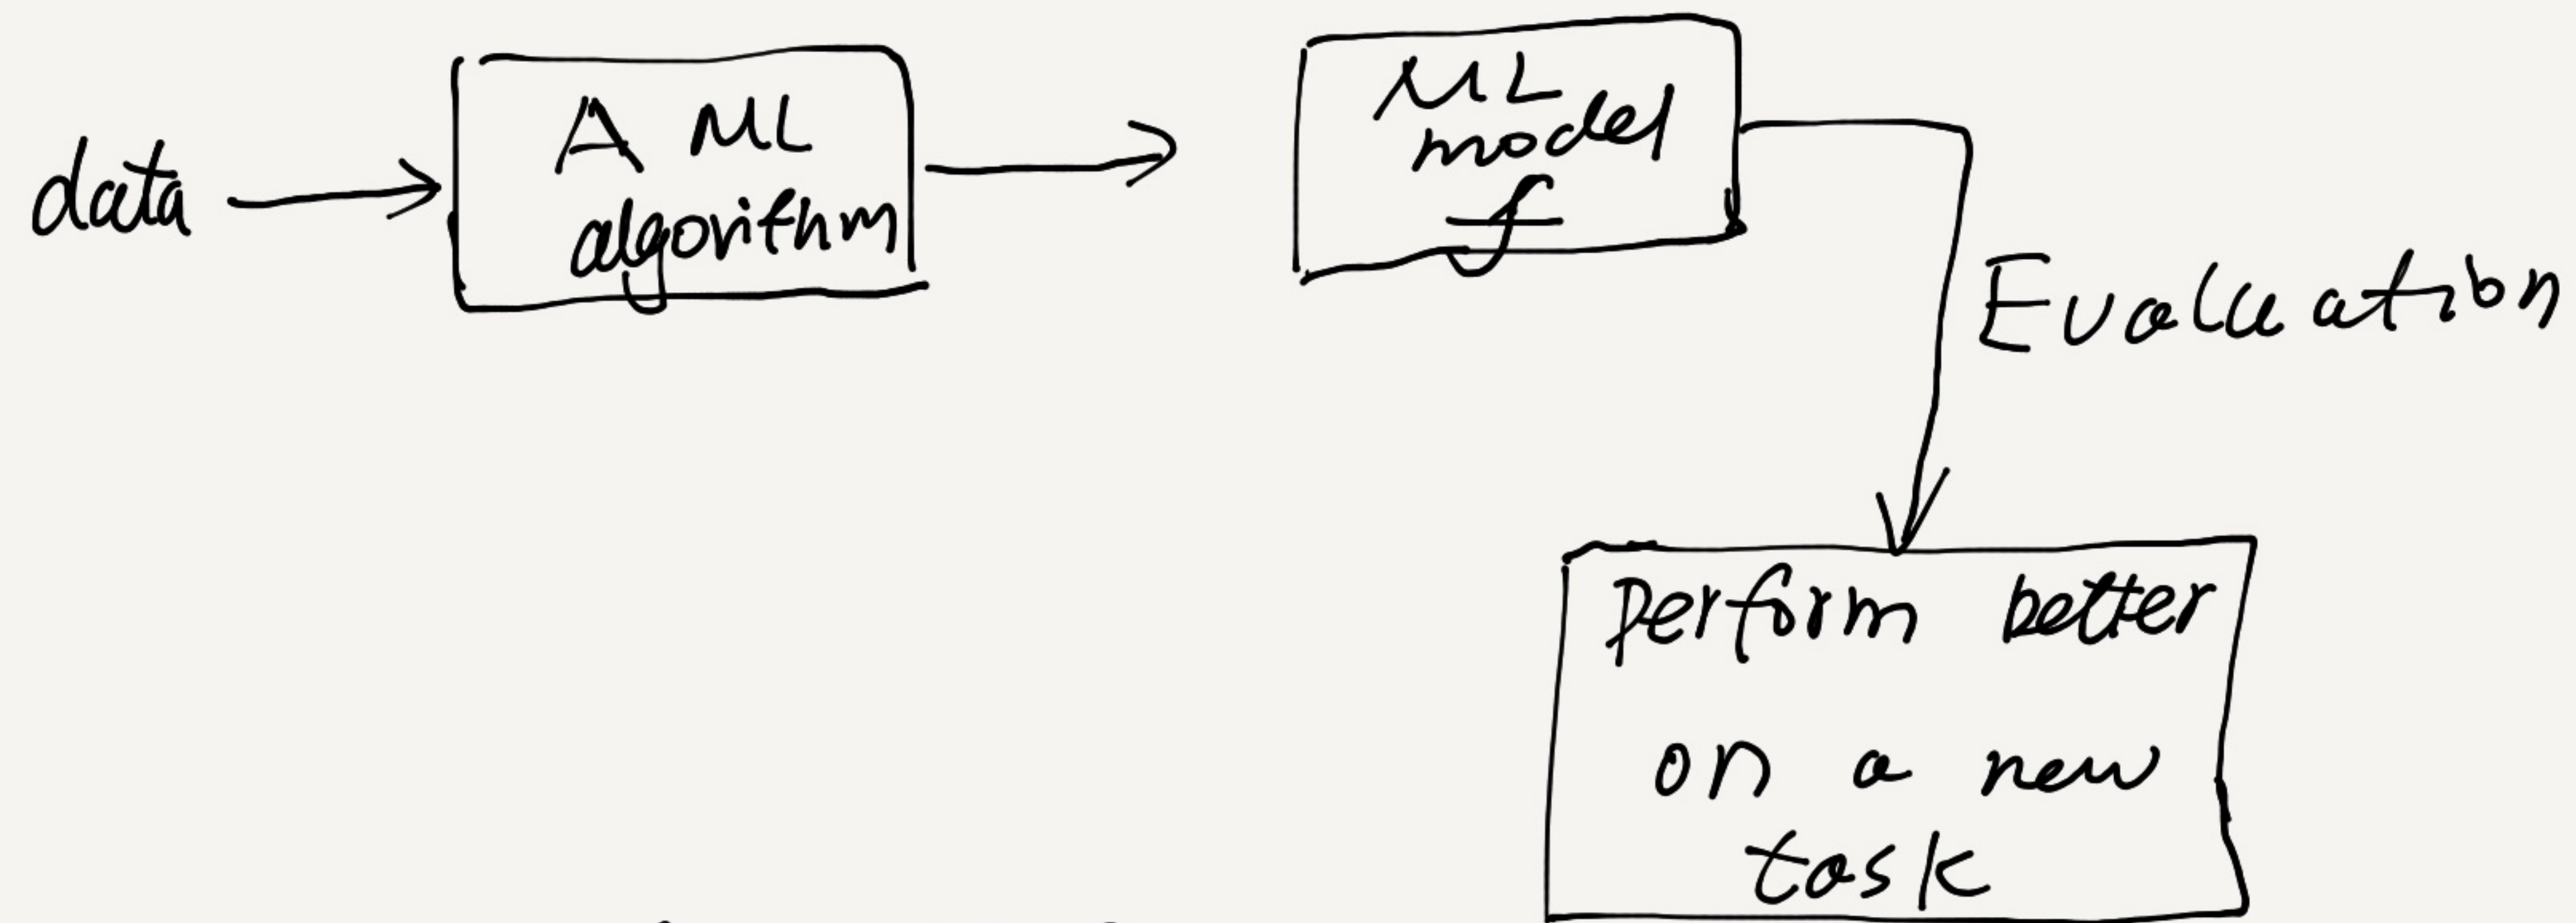 data
A ML
algorithm
ML
model
f
Evaluation
perform better
on a new
task